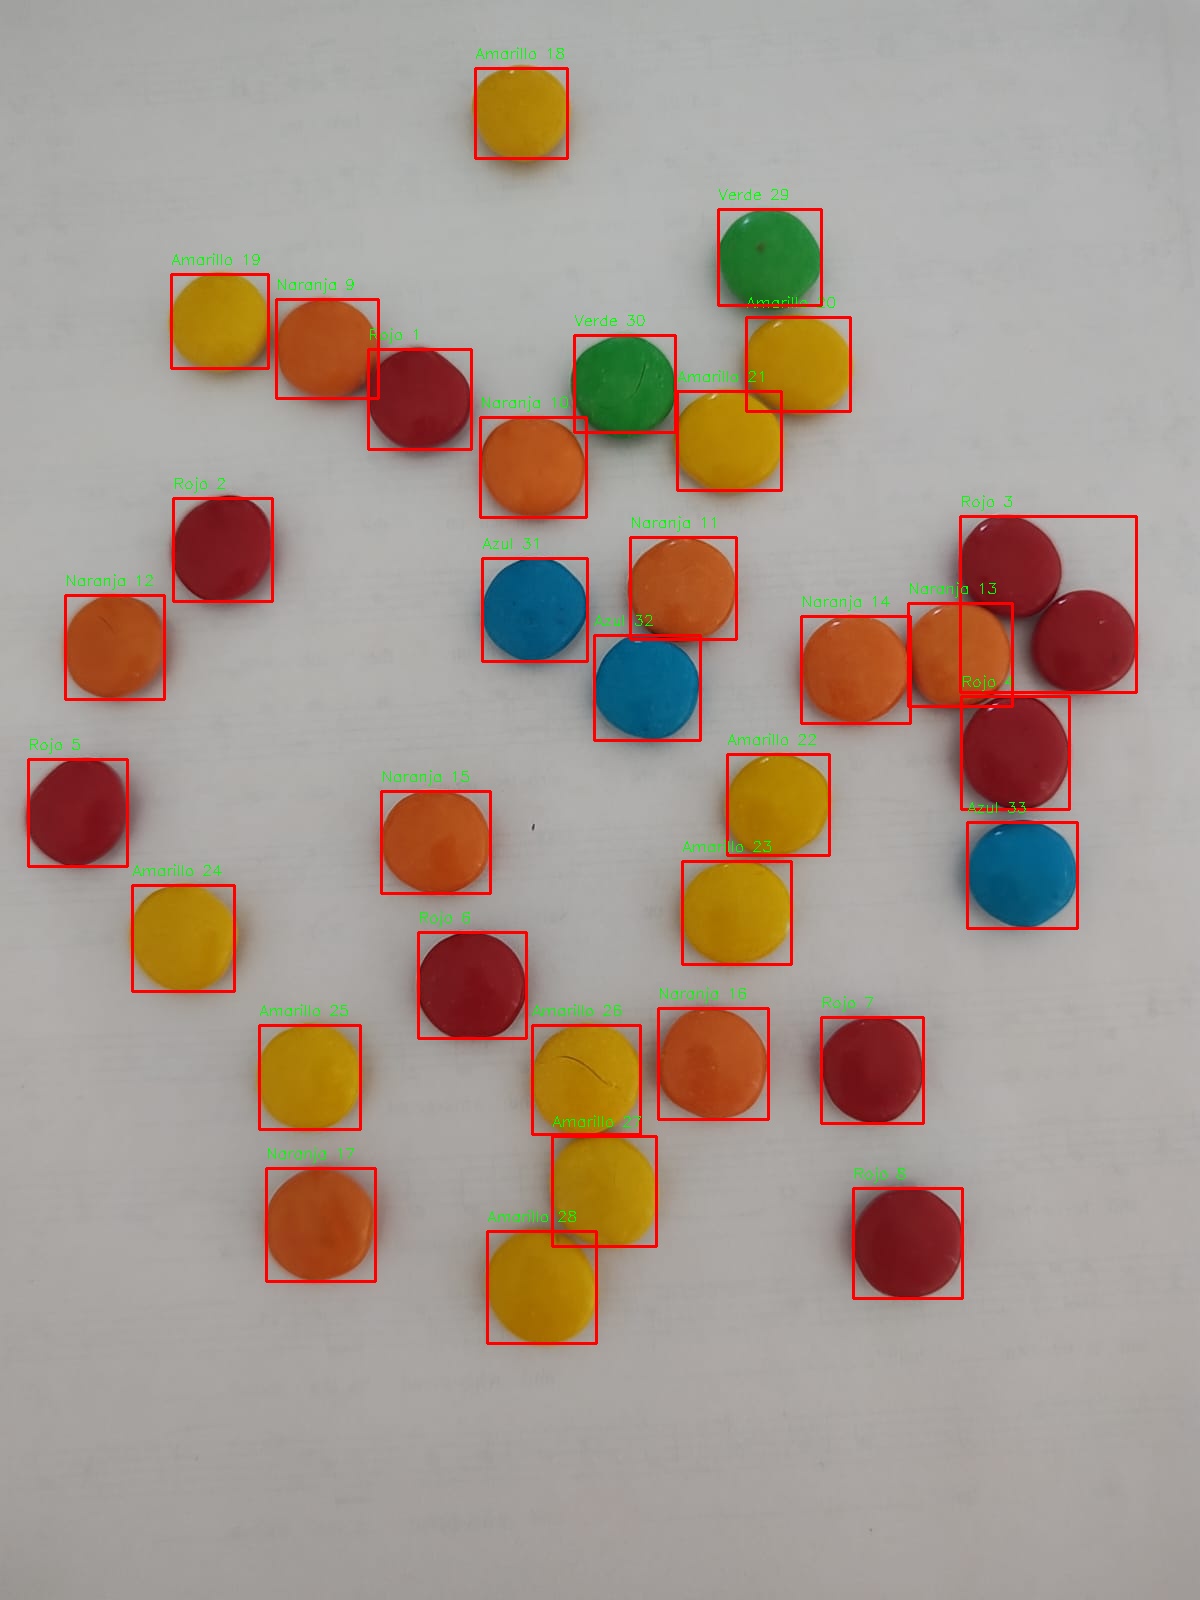 Amarillo 18
Verde 29
Amarillo 19
Naranja 9
Amarillo 20
Verde 30
Rojo 1
Amarillo 21
Naranja 10
Rojo 2
Rojo 3
Naranja 11
Azul 31
Naranja 12
Naranja 13
Naranja 14
Azul 32
Rojo 4
Amarillo 22
Rojo 5
Naranja 15
Azul 33
Amarillo 23
Amarillo 24
Rojo 6
Naranja 16
Rojo 7
Amarillo 25
Amarillo 26
Amarillo 27
Naranja 17
Rojo 8
Amarillo 28